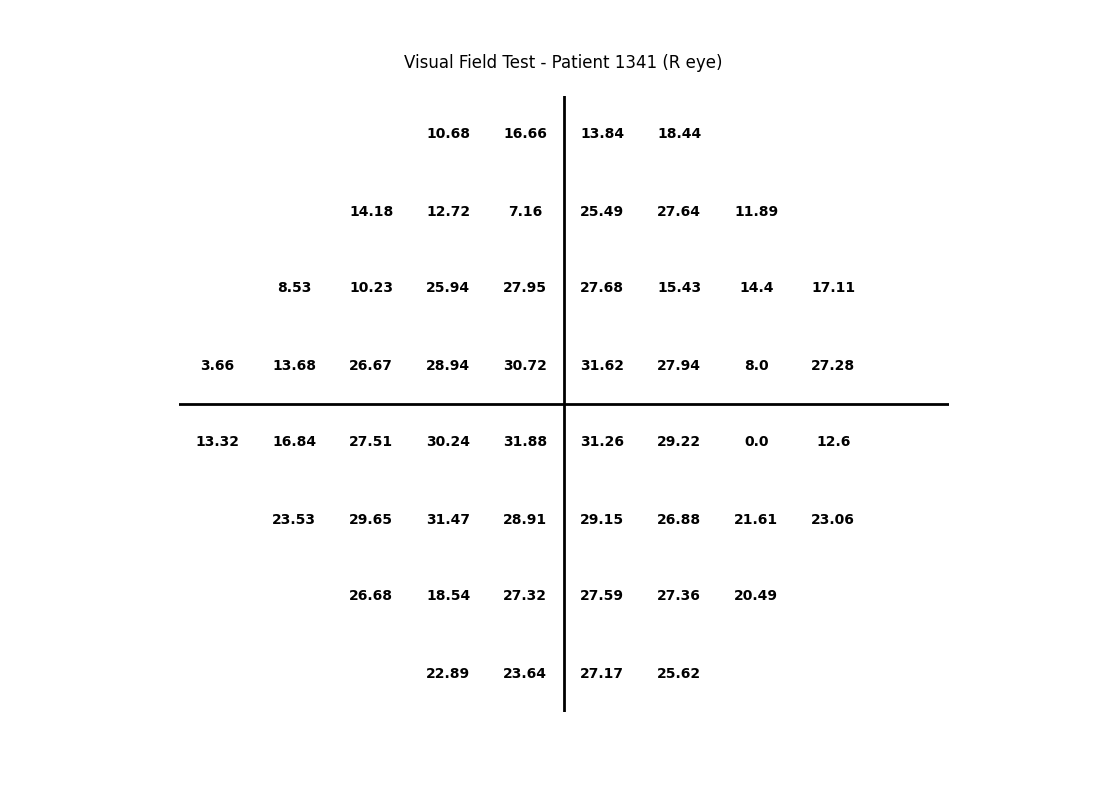 Visual Field Test - Patient 1341 (R eye)
10.68 16.66 13.84 18.44
14.18 12.72 7.16 25.49 27.64 11.89
8.53 10.23 25.94 27.95 27.68 15.43 14.4 17.11
3.66 13.68 26.67 28.94 30.72 31.62 27.94 8.0 27.28
13.32 16.84 27.51 30.24 31.88 31.26 29.22 0.0 12.6
23.53 29.65 31.47 28.91 29.15 26.88 21.61 23.06
26.68 18.54 27.32 27.59 27.36 20.49
22.89 23.64 27.17 25.62